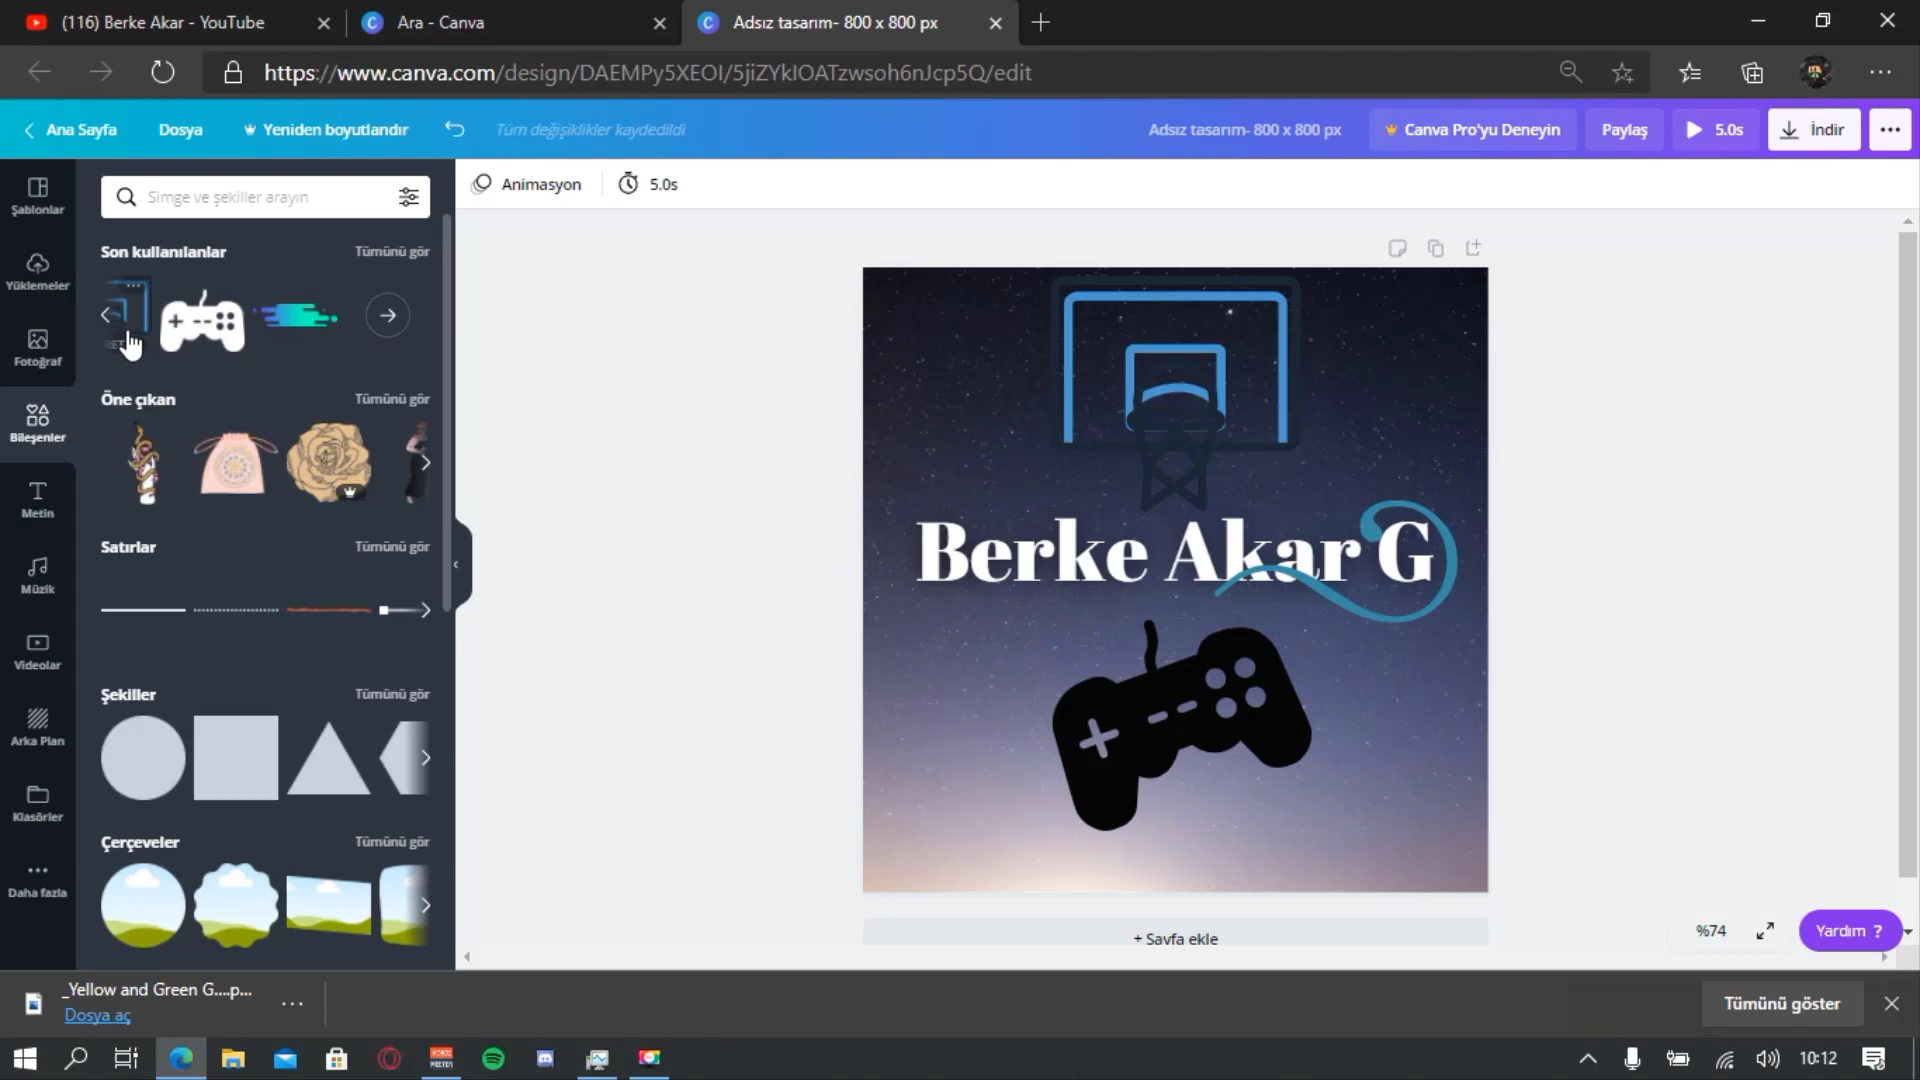 (116) Berke Akar - YouTube
Ara - Canva
Adsız tasarım- 800 x 800 px
https://www.canva.com/design/DAEMPy5XEOI/5jiZYkIOATzwsoh6nJcp5Q/edit
Ana Sayfa
Dosya
Yeniden boyutlandır
Tüm değişiklikler kaydedildi
Adsız tasarım- 800 x 800 px
Canva Pro'yu Deneyin
Paylaş
5.0s
İndir
Şablonlar
Yüklemeler
Fotoğraf
Bileşenler
Metin
Müzik
Videolar
Arka Plan
Klasörler
Daha fazla
Simge ve şekiller arayın
Son kullanılanlar
Tümünü gör
Öne çıkan
Tümünü gör
Satırlar
Tümünü gör
Şekiller
Tümünü gör
Çerçeveler
Tümünü gör
Animasyon
5.0s
Berke Akar G
+ Sayfa ekle
%74
Yardım ?
_Yellow and Green G....p...
Dosya aç
Tümünü göster
10:12